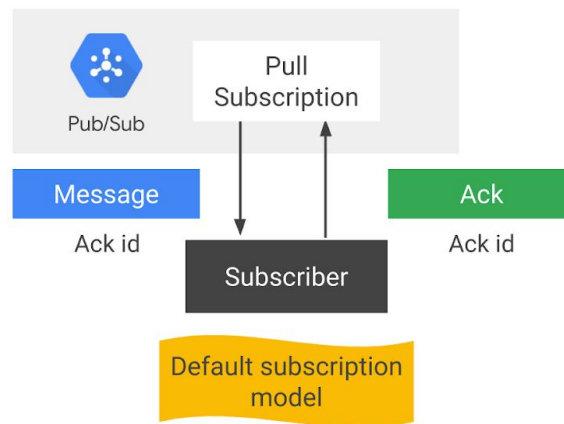 Pull
Subscription
Pub/Sub
Message
Ack
Ack id
Ack id
Subscriber
Default subscription
model